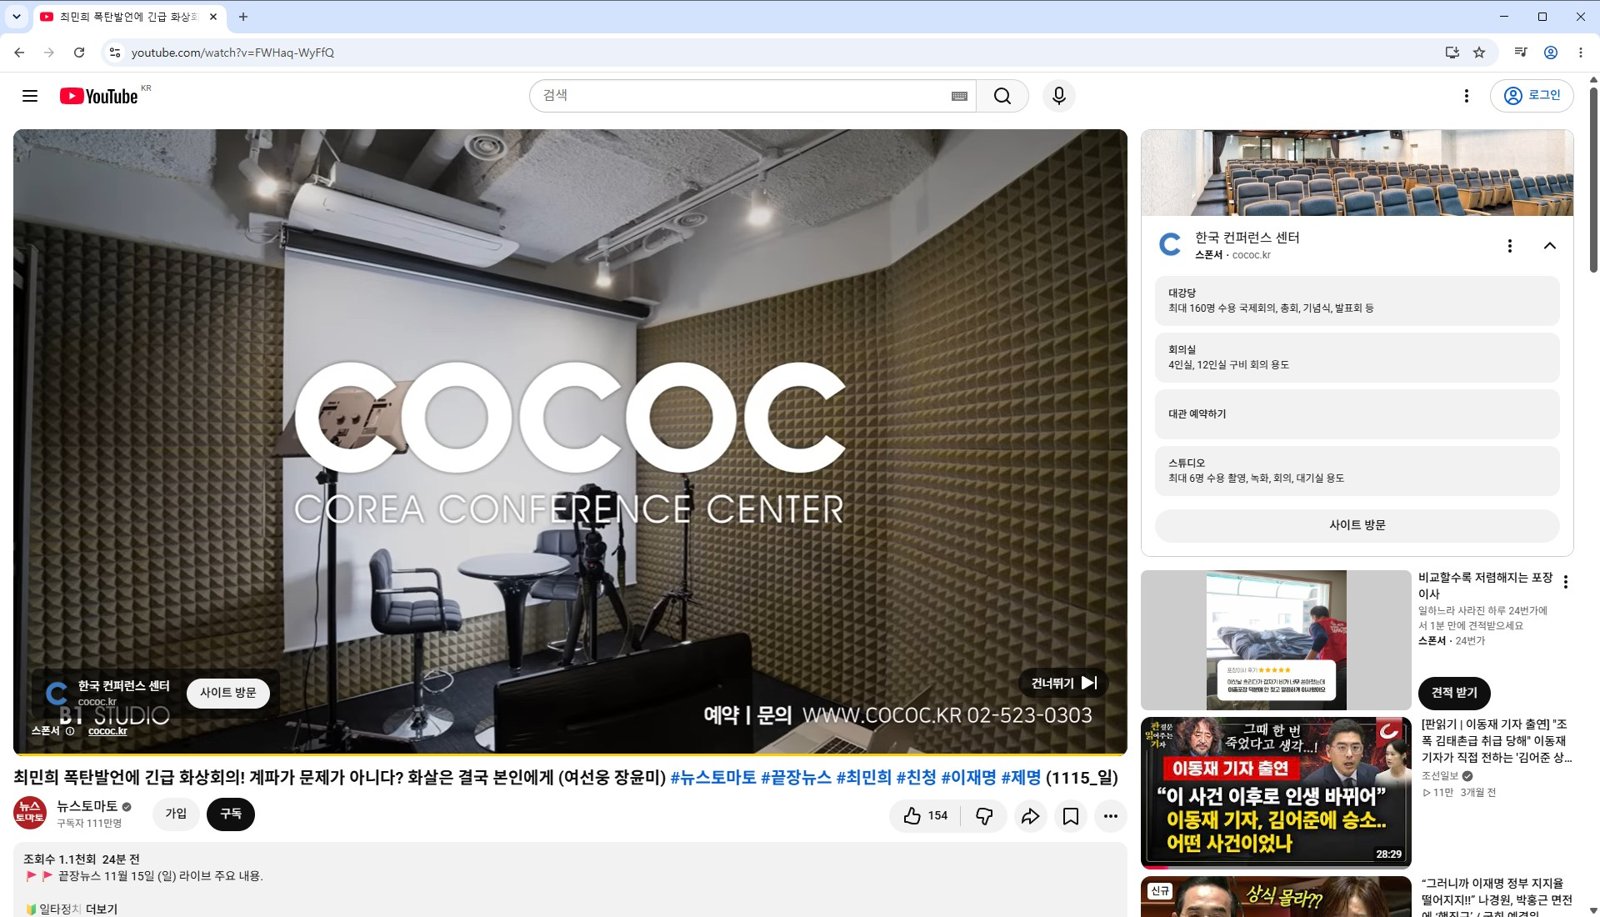 최민희 폭탄발언에 긴급 화상회
youtube.com/watch?v=FWHaq-WyFfQ
YouTube KR
검색
로그인
COCOC
COREA CONFERENCE CENTER
한국 컨퍼런스 센터
cococ.kr
사이트 방문
B1 STUDIO
스폰서
cococ.kr
건너뛰기
예약 | 문의 WWW.COCOC.KR 02-523-0303
최민희 폭탄발언에 긴급 화상회의! 계파가 문제가 아니다? 화살은 결국 본인에게 (여선웅 장윤미) #뉴스토마토 #끝장뉴스 #최민희 #친청 #이재명 #제명 (1115_일)
뉴스토마토
뉴스토마토
구독자 111만명
가입
구독
154
조회수 1.1천회 24분 전
🚩🚩 끝장뉴스 11월 15일 (일) 라이브 주요 내용.
🔰일타정치 더보기
한국 컨퍼런스 센터
스폰서 · cococ.kr
대강당
최대 160명 수용 국제회의, 총회, 기념식, 발표회 등
회의실
4인실, 12인실 구비 회의 용도
대관 예약하기
스튜디오
최대 6명 수용 촬영, 녹화, 회의, 대기실 용도
사이트 방문
비교할수록 저렴해지는 포장
이사
일하느라 사라진 하루 24번가에
서 1분 만에 견적받으세요
스폰서 · 24번가
견적 받기
그때 한 번
죽었다고 생각...!
이동재 기자 출연
“이 사건 이후로 인생 바뀌어”
이동재 기자, 김어준에 승소..
어떤 사건이었나
28:29
[판읽기 | 이동재 기자 출연] "조
폭 김태촌급 취급 당해" 이동재
기자가 직접 전하는 '김어준 상...
조선일보
11만 3개월 전
신규
상식 몰라??
“그러니까 이재명 정부 지지율
떨어지지!!” 나경원, 박홍근 면전